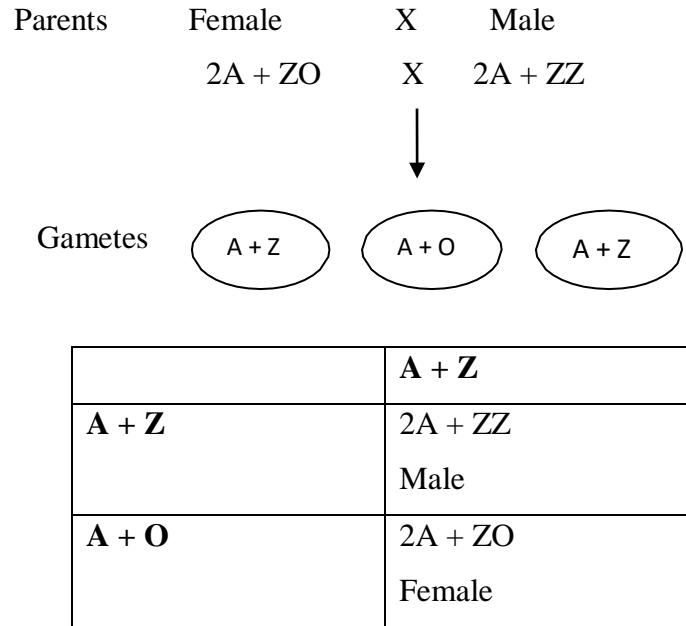 Parents Female X Male
2A + ZO X 2A + ZZ
Gametes A + Z A + O A + Z
A + Z
A + Z 2A + ZZ
Male
A + O 2A + ZO
Female